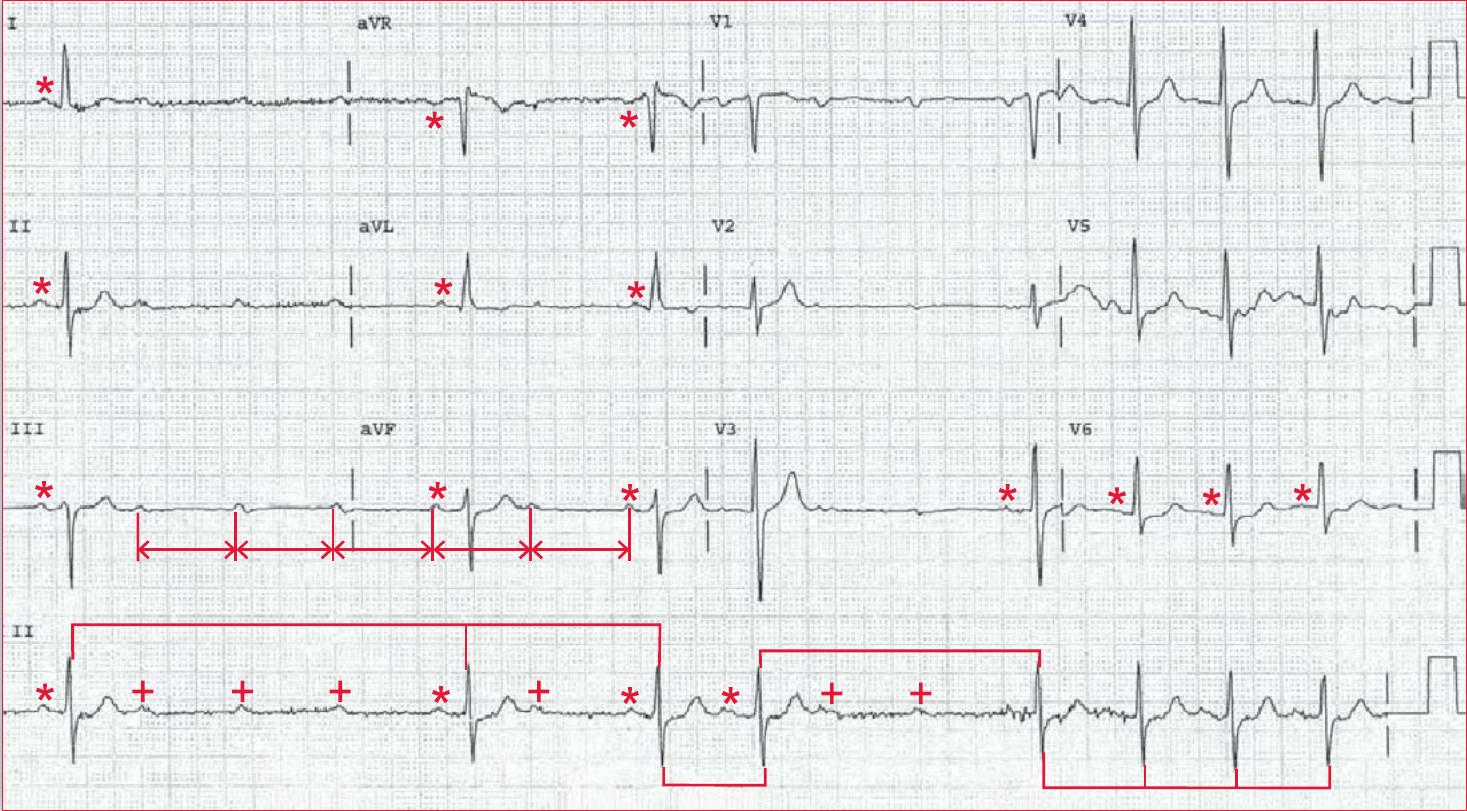 I aVR V1 V4
* * *
II aVL V2 V5
* * *
III aVF V3 V6
* * * * * * *
II
* + + + * + * * + +